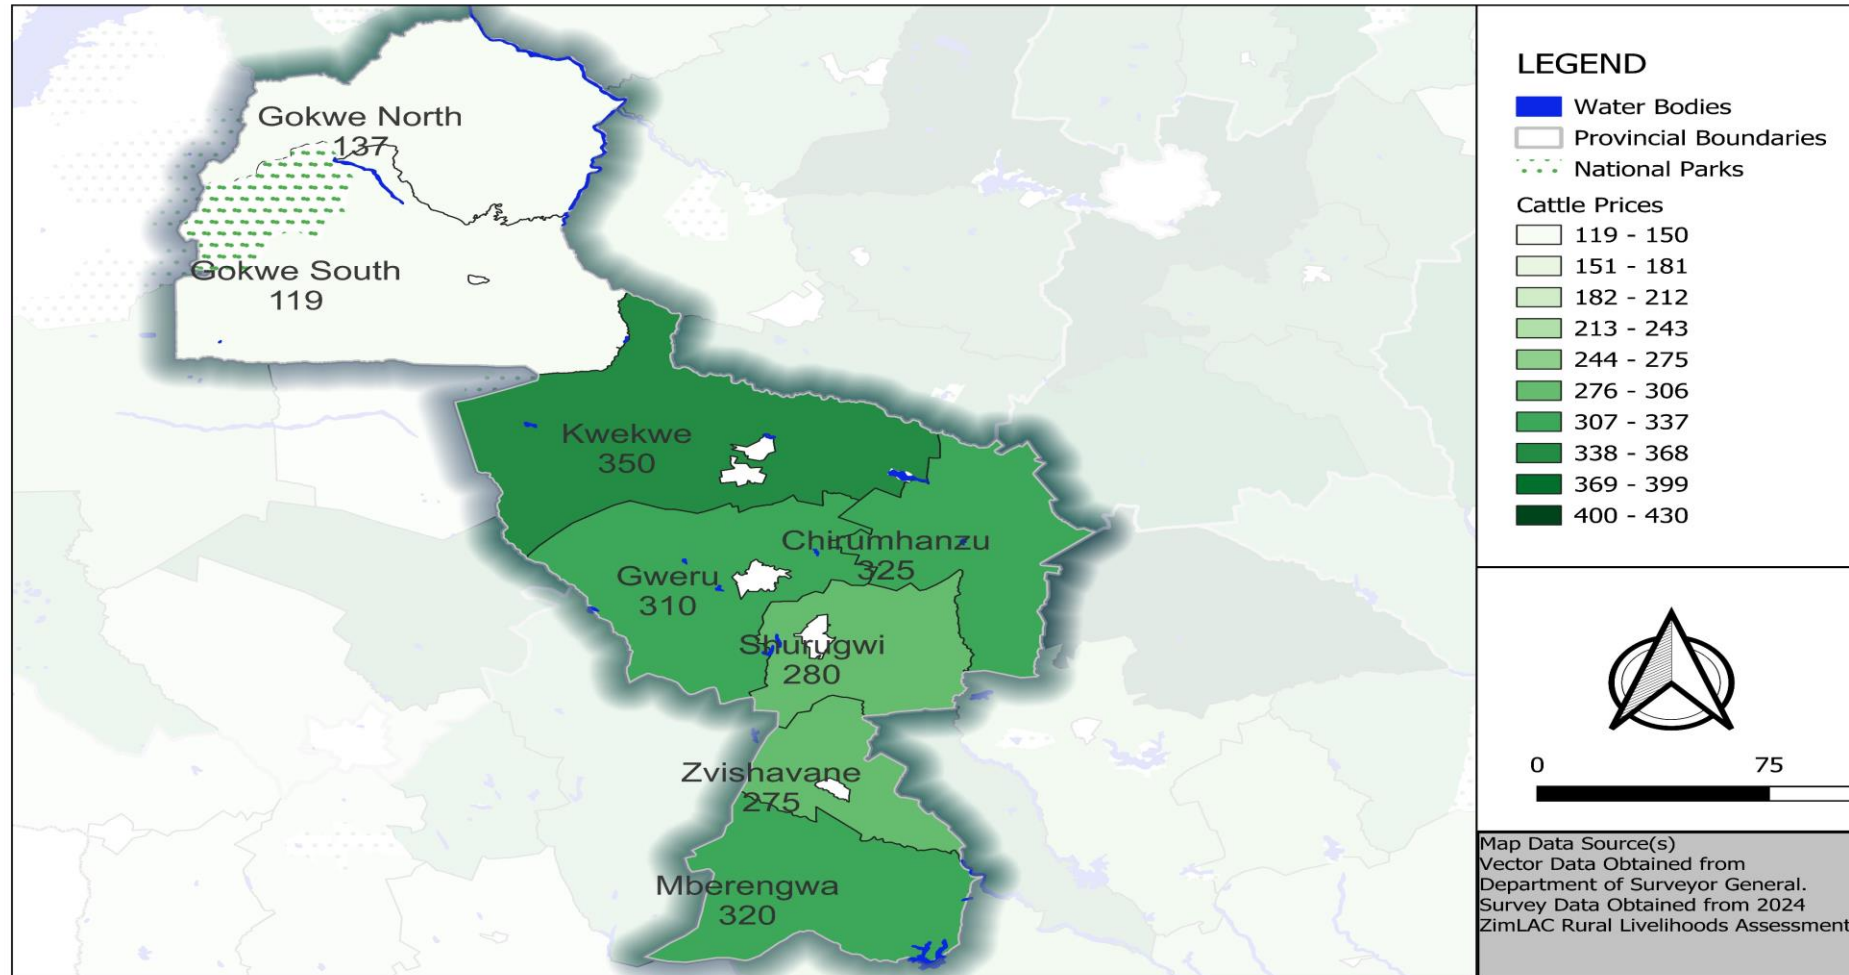 Gokwe North
137
Gokwe South
119
Kwekwe
350
Chirumhanzu
325
Gweru
310
Shurugwi
280
Zvishavane
275
Mberengwa
320
LEGEND
Water Bodies
Provincial Boundaries
National Parks
Cattle Prices
119 - 150
151 - 181
182 - 212
213 - 243
244 - 275
276 - 306
307 - 337
338 - 368
369 - 399
400 - 430
0 75
Map Data Source(s)
Vector Data Obtained from
Department of Surveyor General.
Survey Data Obtained from 2024
ZimLAC Rural Livelihoods Assessment